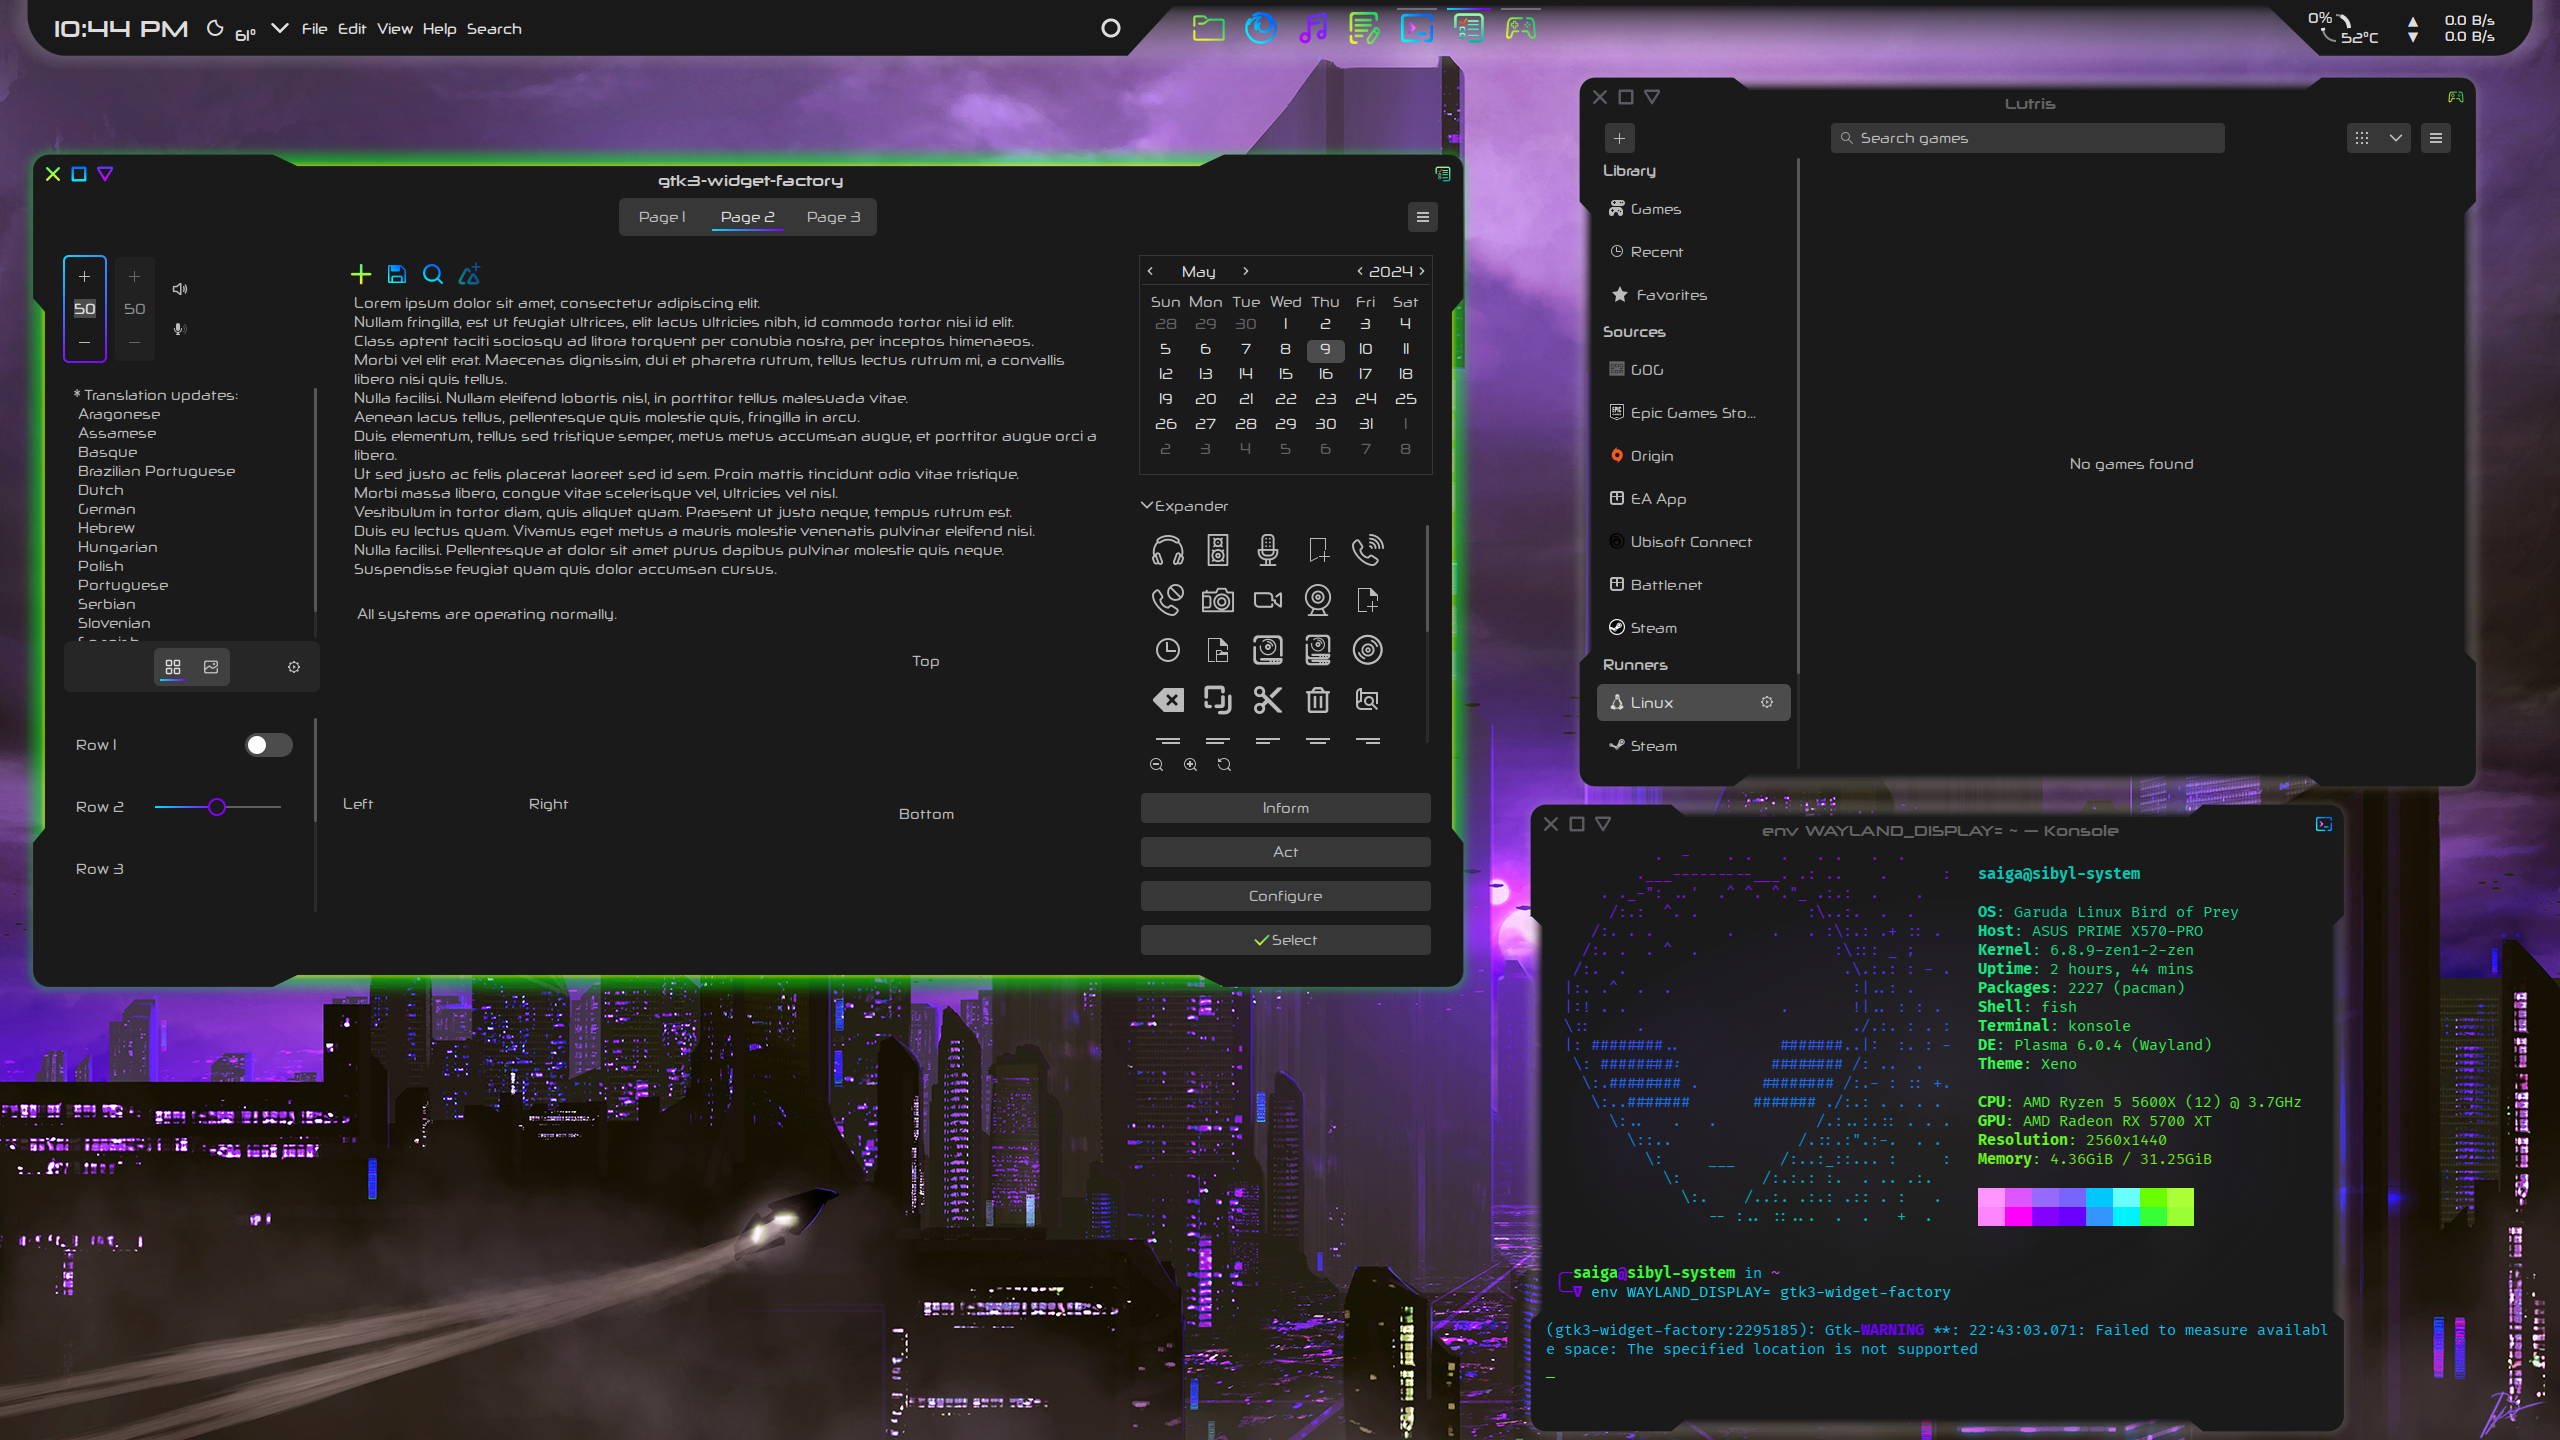 10:44 PM 61° File Edit View Help Search
0% 52°C
0.0 B/s
0.0 B/s
gtk3-widget-factory
Page 1 Page 2 Page 3
50 50
* Translation updates:
Aragonese
Assamese
Basque
Brazilian Portuguese
Dutch
German
Hebrew
Hungarian
Polish
Portuguese
Serbian
Slovenian
Row 1
Row 2
Row 3
Lorem ipsum dolor sit amet, consectetur adipiscing elit.
Nullam fringilla, est ut feugiat ultrices, elit lacus ultricies nibh, id commodo tortor nisi id elit.
Class aptent taciti sociosqu ad litora torquent per conubia nostra, per inceptos himenaeos.
Morbi vel elit erat. Maecenas dignissim, dui et pharetra rutrum, tellus lectus rutrum mi, a convallis
libero nisi quis tellus.
Nulla facilisi. Nullam eleifend lobortis nisl, in porttitor tellus malesuada vitae.
Aenean lacus tellus, pellentesque quis molestie quis, fringilla in arcu.
Duis elementum, tellus sed tristique semper, metus metus accumsan augue, et porttitor augue orci a
libero.
Ut sed justo ac felis placerat laoreet sed id sem. Proin mattis tincidunt odio vitae tristique.
Morbi massa libero, congue vitae scelerisque vel, ultricies vel nisl.
Vestibulum in tortor diam, quis aliquet quam. Praesent ut justo neque, tempus rutrum est.
Duis eu lectus quam. Vivamus eget metus a mauris molestie venenatis pulvinar eleifend nisi.
Nulla facilisi. Pellentesque at dolor sit amet purus dapibus pulvinar molestie quis neque.
Suspendisse feugiat quam quis dolor accumsan cursus.
All systems are operating normally.
Top
Left Right
Bottom
May 2024
Sun Mon Tue Wed Thu Fri Sat
28 29 30 1 2 3 4
5 6 7 8 9 10 11
12 13 14 15 16 17 18
19 20 21 22 23 24 25
26 27 28 29 30 31 1
2 3 4 5 6 7 8
Expander
Inform
Act
Configure
Select
Lutris
Search games
Library
Games
Recent
Favorites
Sources
GOG
Epic Games Sto...
Origin
EA App
Ubisoft Connect
Battle.net
Steam
Runners
Linux
Steam
No games found
env WAYLAND_DISPLAY= ~ — Konsole
saiga@sibyl-system
OS: Garuda Linux Bird of Prey
Host: ASUS PRIME X570-PRO
Kernel: 6.8.9-zen1-2-zen
Uptime: 2 hours, 44 mins
Packages: 2227 (pacman)
Shell: fish
Terminal: konsole
DE: Plasma 6.0.4 (Wayland)
Theme: Xeno
CPU: AMD Ryzen 5 5600X (12) @ 3.7GHz
GPU: AMD Radeon RX 5700 XT
Resolution: 2560x1440
Memory: 4.36GiB / 31.25GiB
saiga@sibyl-system in ~
env WAYLAND_DISPLAY= gtk3-widget-factory
(gtk3-widget-factory:2295185): Gtk-WARNING **: 22:43:03.071: Failed to measure availabl
e space: The specified location is not supported